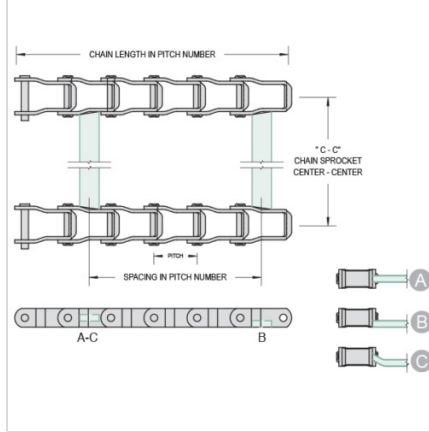 CHAIN LENGTH IN PITCH NUMBER
" C - C"
CHAIN SPROCKET
CENTER - CENTER
PITCH
SPACING IN PITCH NUMBER
A
A-C
B
B
C